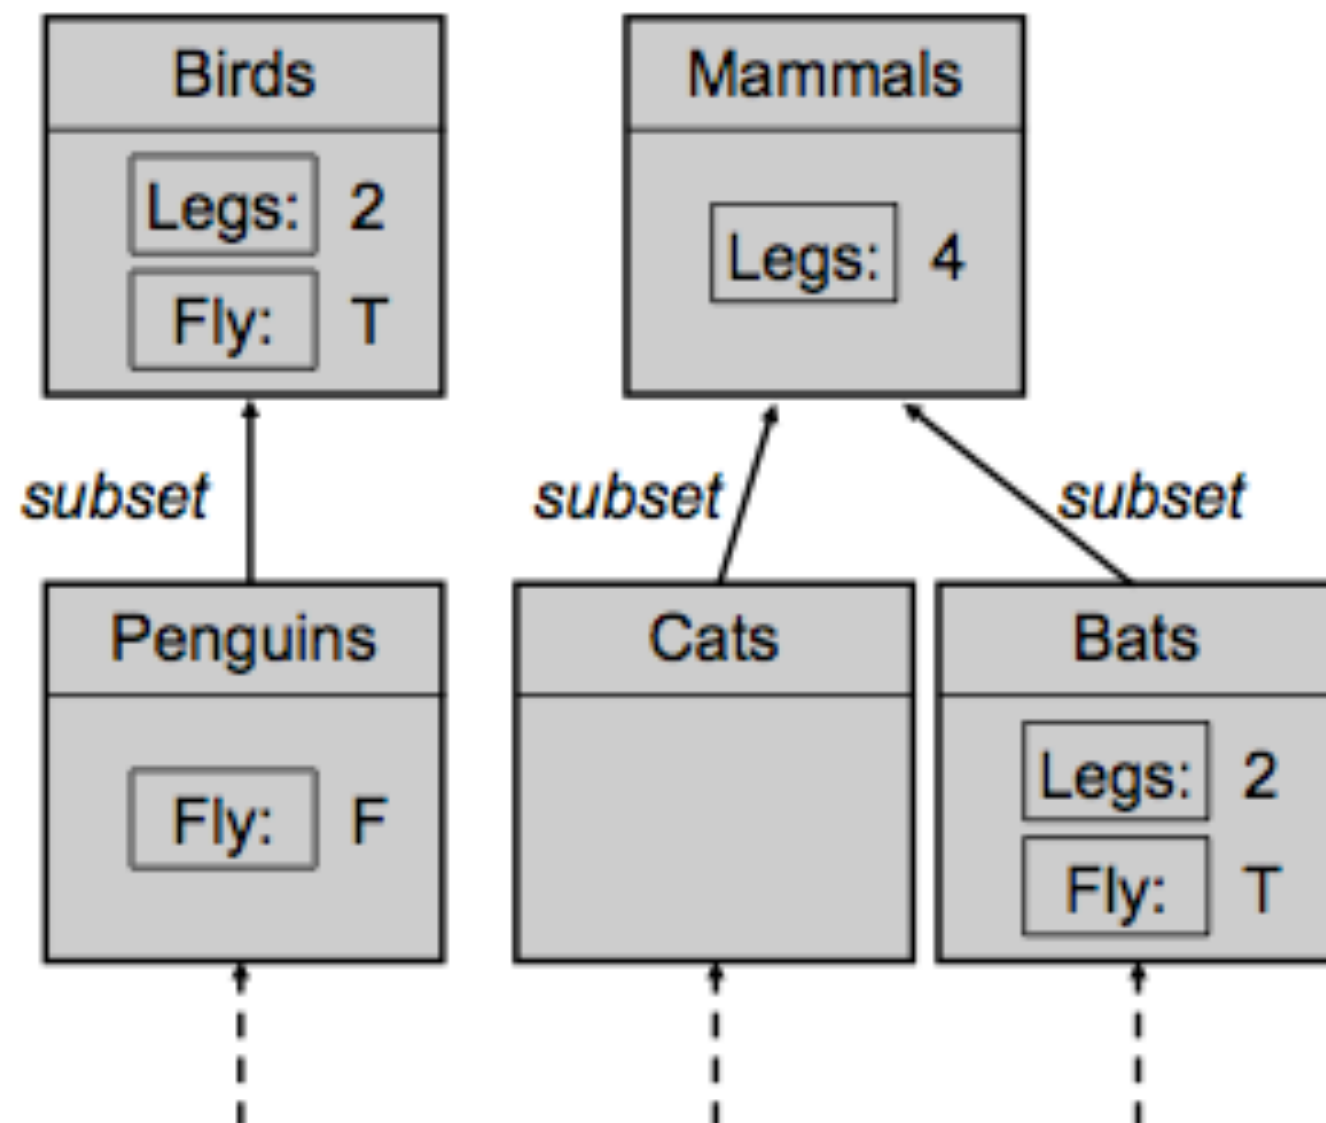 Birds
Legs: 2
Fly: T
Mammals
Legs: 4
subset
subset
subset
Penguins
Fly: F
Cats
Bats
Legs: 2
Fly: T